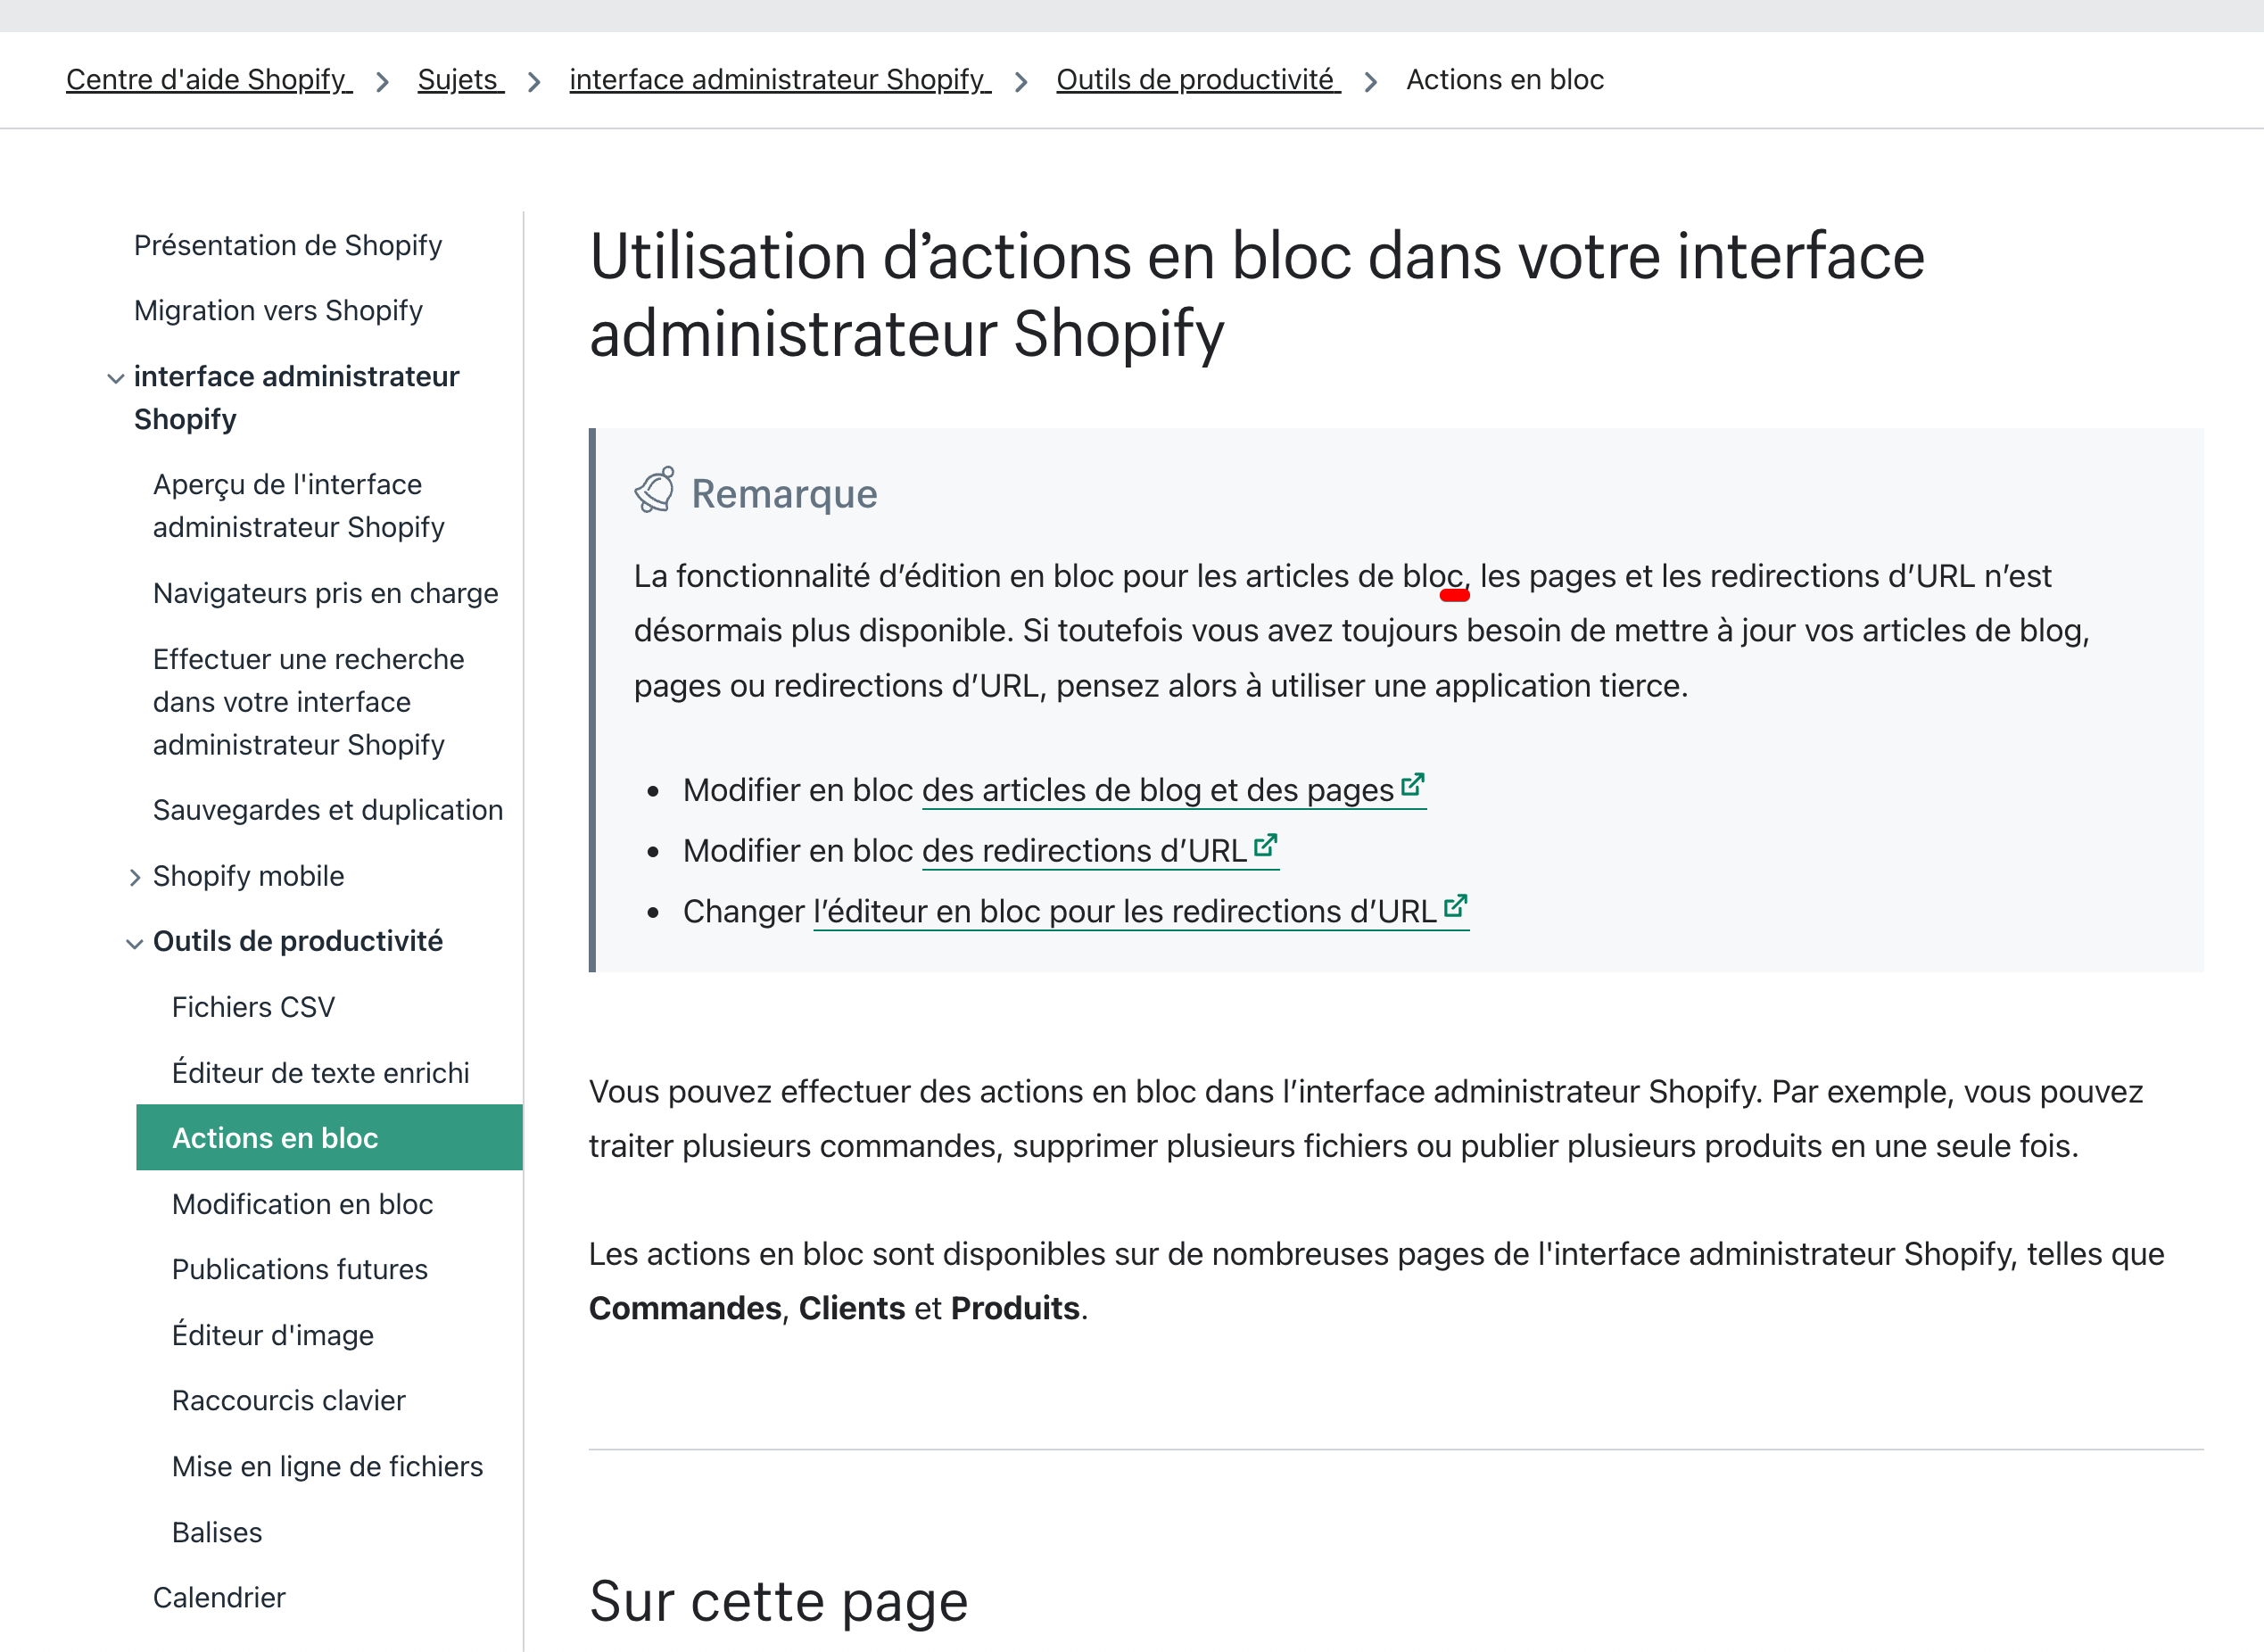 Centre d'aide Shopify > Sujets > interface administrateur Shopify > Outils de productivité > Actions en bloc
Présentation de Shopify
Migration vers Shopify
interface administrateur
Shopify
Aperçu de l'interface
administrateur Shopify
Navigateurs pris en charge
Effectuer une recherche
dans votre interface
administrateur Shopify
Sauvegardes et duplication
Shopify mobile
Outils de productivité
Fichiers CSV
Éditeur de texte enrichi
Actions en bloc
Modification en bloc
Publications futures
Éditeur d'image
Raccourcis clavier
Mise en ligne de fichiers
Balises
Calendrier
Utilisation d’actions en bloc dans votre interface
administrateur Shopify
Remarque
La fonctionnalité d’édition en bloc pour les articles de bloc, les pages et les redirections d’URL n’est
désormais plus disponible. Si toutefois vous avez toujours besoin de mettre à jour vos articles de blog,
pages ou redirections d’URL, pensez alors à utiliser une application tierce.
• Modifier en bloc des articles de blog et des pages
• Modifier en bloc des redirections d’URL
• Changer l’éditeur en bloc pour les redirections d’URL
Vous pouvez effectuer des actions en bloc dans l’interface administrateur Shopify. Par exemple, vous pouvez
traiter plusieurs commandes, supprimer plusieurs fichiers ou publier plusieurs produits en une seule fois.
Les actions en bloc sont disponibles sur de nombreuses pages de l'interface administrateur Shopify, telles que
Commandes, Clients et Produits.
Sur cette page